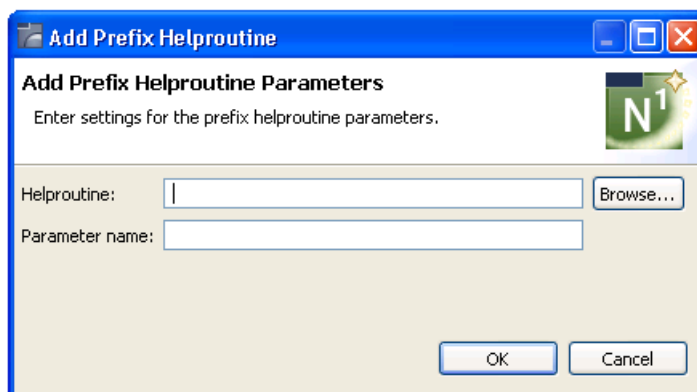 Add Prefix Helproutine
Add Prefix Helproutine Parameters
Enter settings for the prefix helproutine parameters.
N1
Helproutine:
Browse...
Parameter name:
OK
Cancel